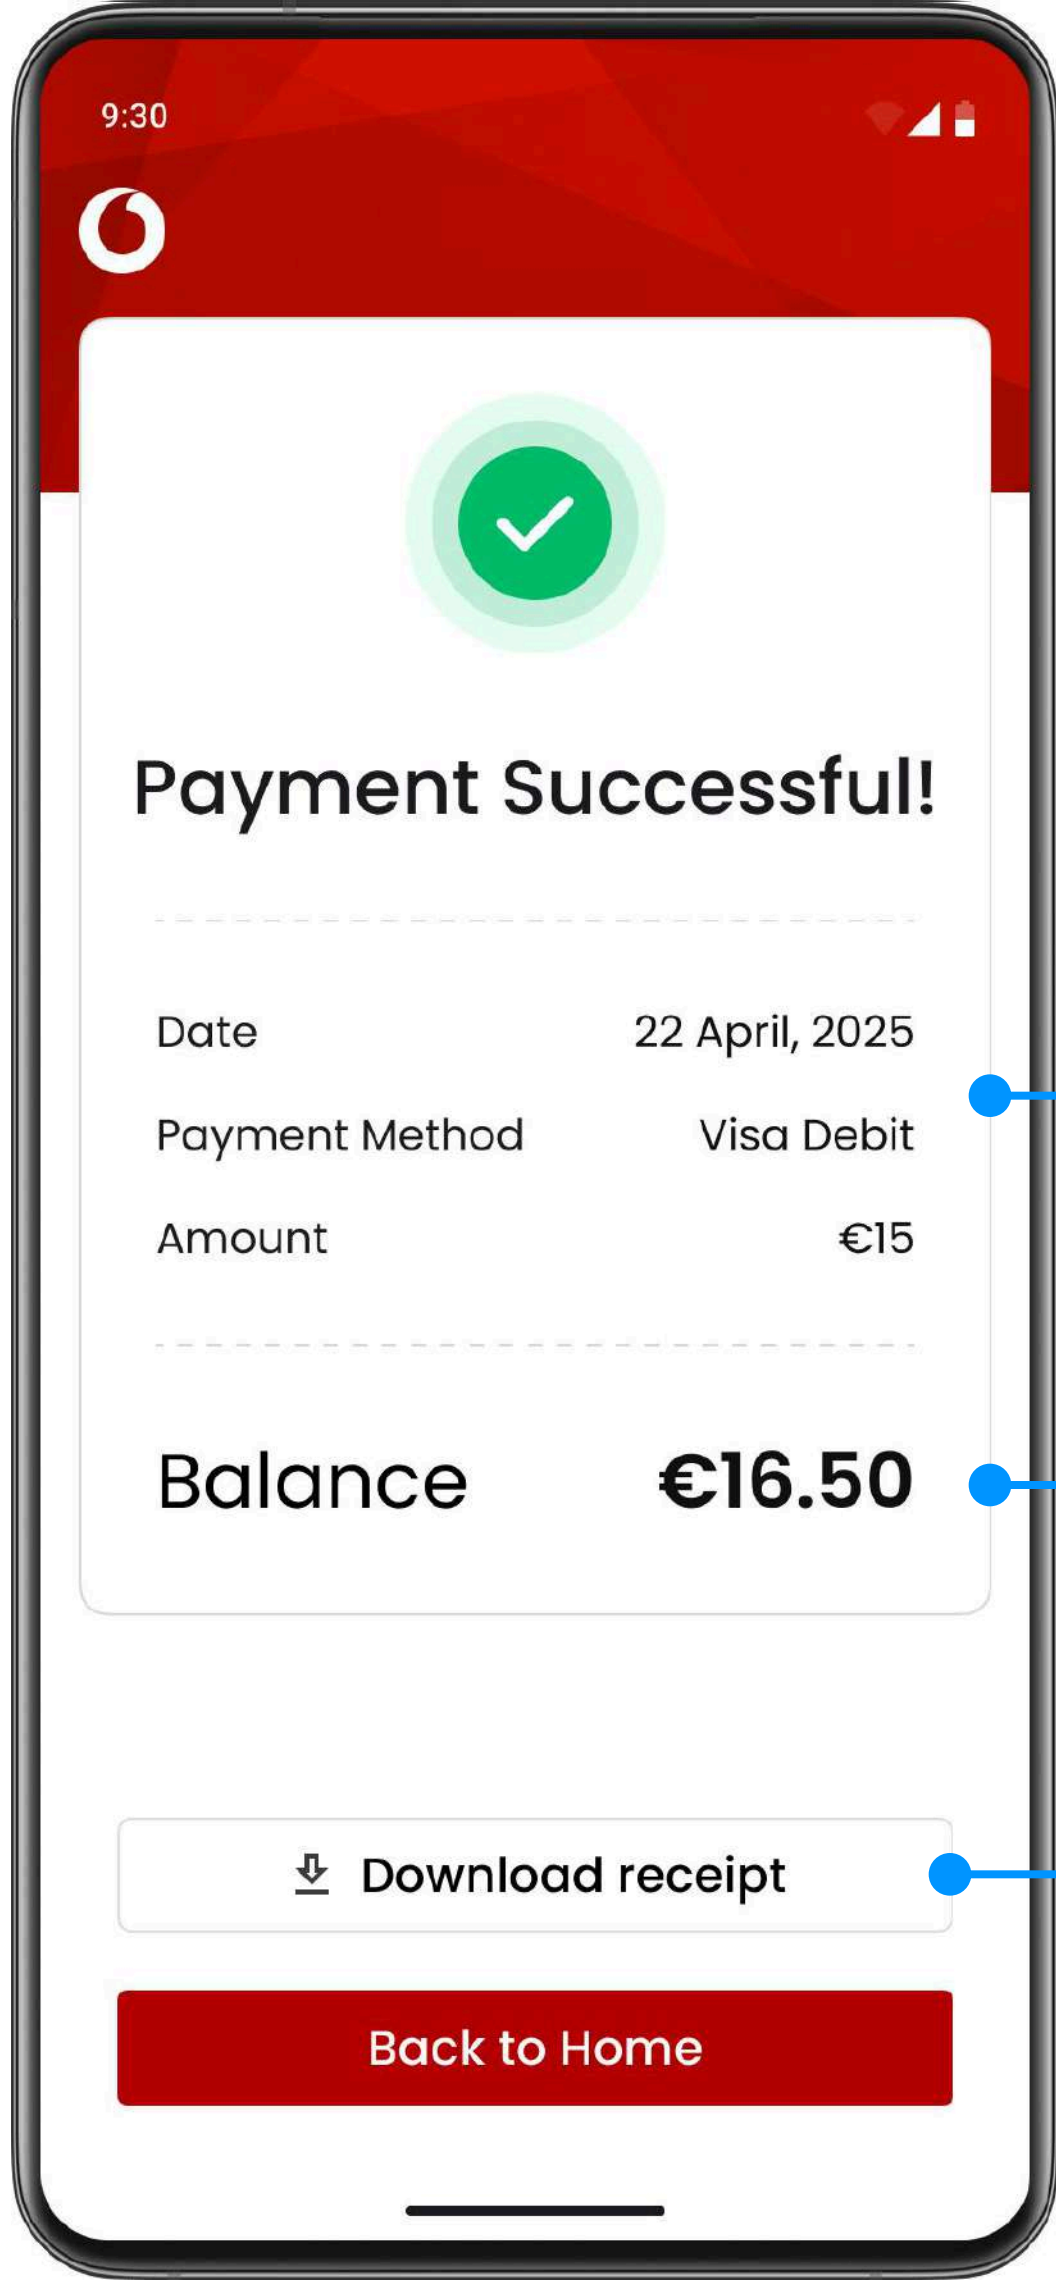 9:30
Payment Successful!
Date 22 April, 2025
Payment Method Visa Debit
Amount €15
Balance €16.50
Download receipt
Back to Home